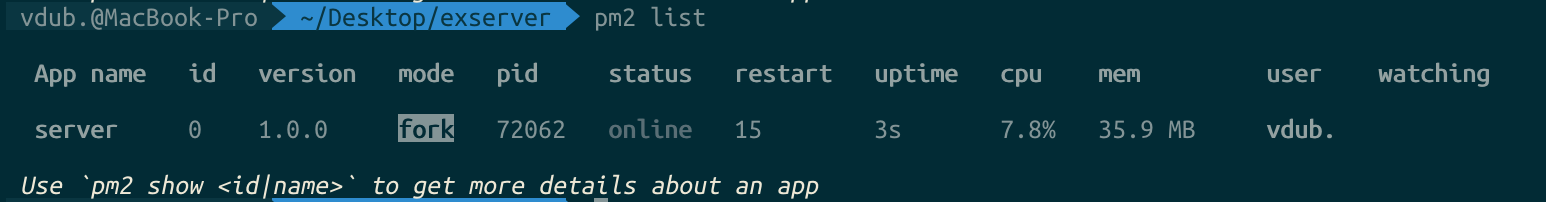 vdub.@MacBook-Pro ~/Desktop/exserver pm2 list
App name id version mode pid status restart uptime cpu mem user watching
server 0 1.0.0 fork 72062 online 15 3s 7.8% 35.9 MB vdub.
Use `pm2 show <id|name>` to get more details about an app